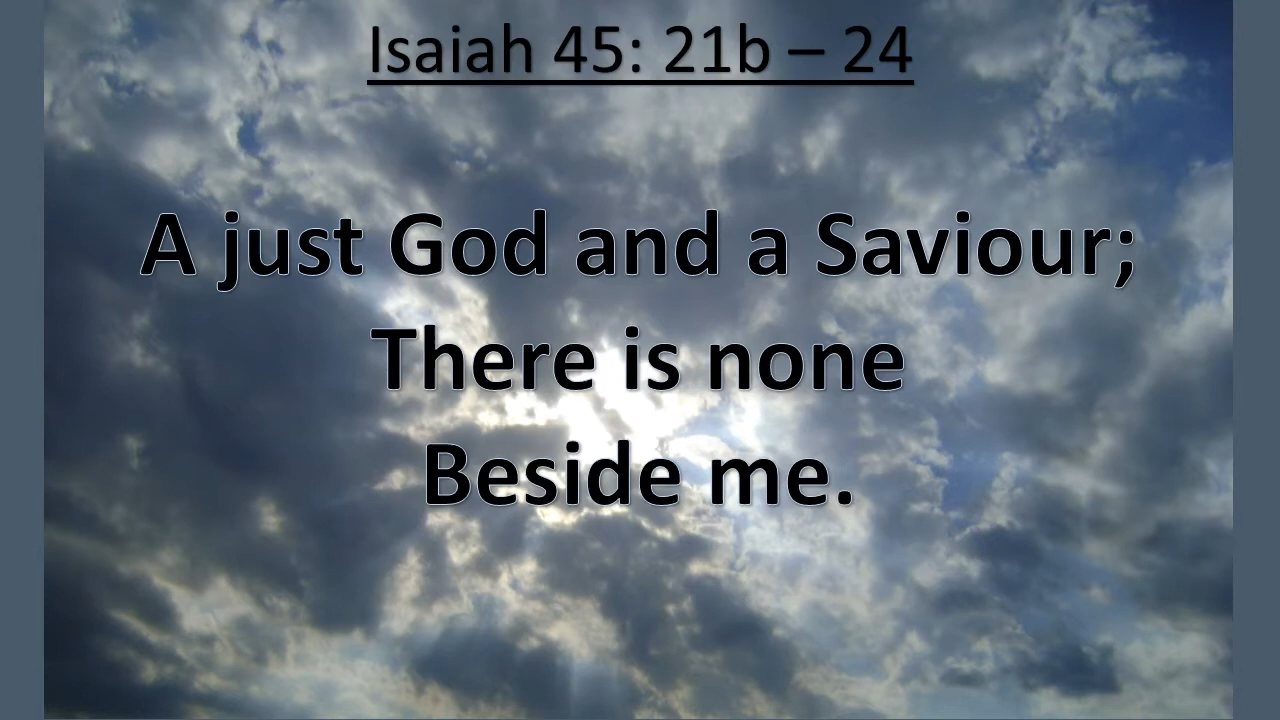 Isaiah 45: 21b – 24
A just God and a Saviour;
There is none
Beside me.